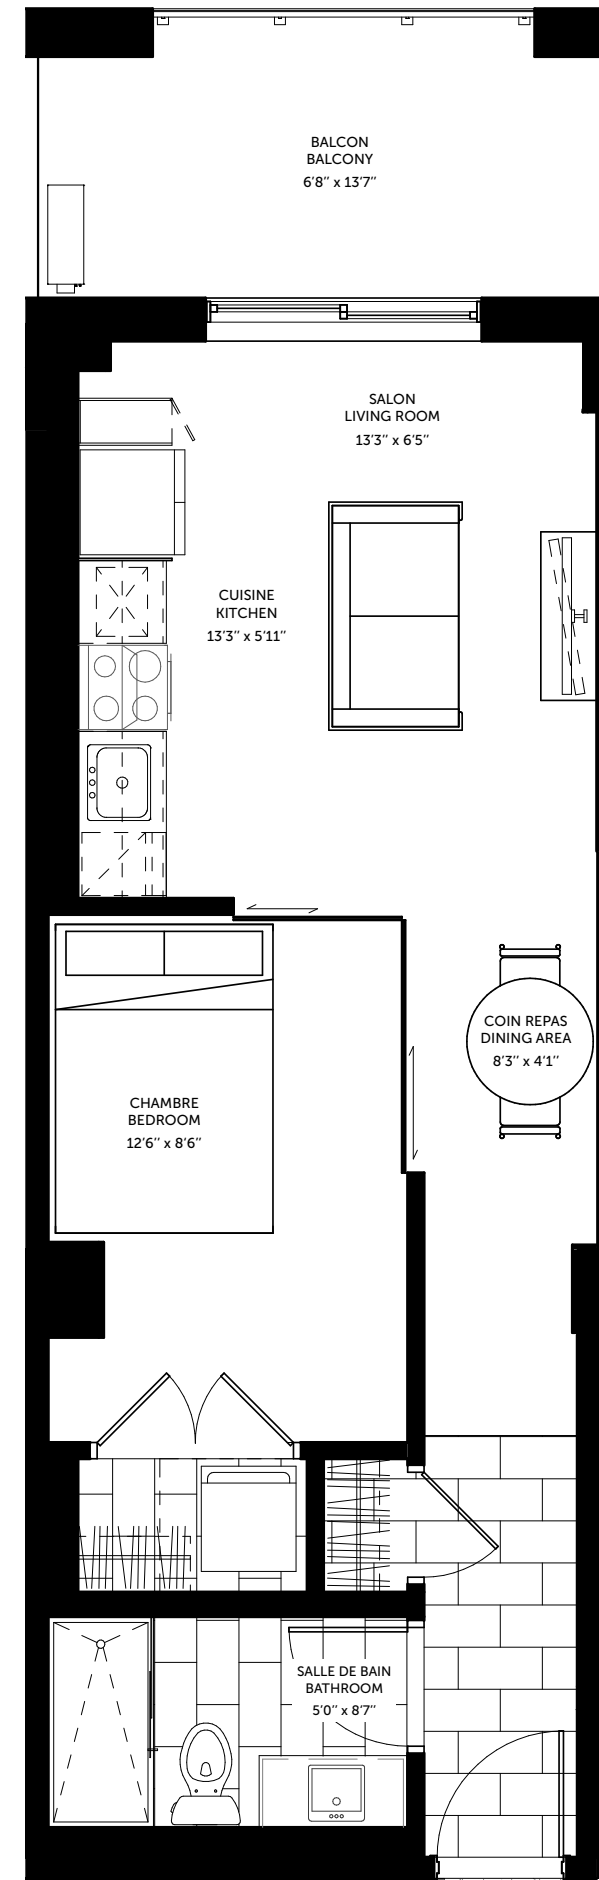 BALCON
BALCONY
6'8'' x 13'7''
SALON
LIVING ROOM
13'3'' x 6'5''
CUISINE
KITCHEN
13'3'' x 5'11''
COIN REPAS
DINING AREA
8'3'' x 4'1''
CHAMBRE
BEDROOM
12'6'' x 8'6''
SALLE DE BAIN
BATHROOM
5'0'' x 8'7''